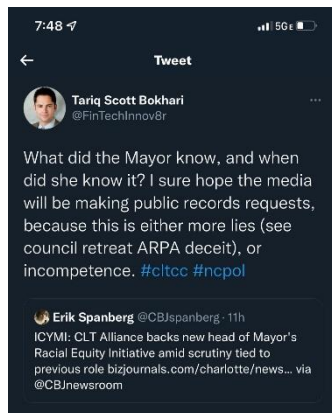 7:48
5GE
Tweet
Tariq Scott Bokhari
@FinTechInnov8r
What did the Mayor know, and when
did she know it? I sure hope the media
will be making public records requests,
because this is either more lies (see
council retreat ARPA deceit), or
incompetence. #cltcc #ncpol
Erik Spanberg @CBJspanberg · 11h
ICYMI: CLT Alliance backs new head of Mayor's
Racial Equity Initiative amid scrutiny tied to
previous role bizjournals.com/charlotte/news... via
@CBJnewsroom